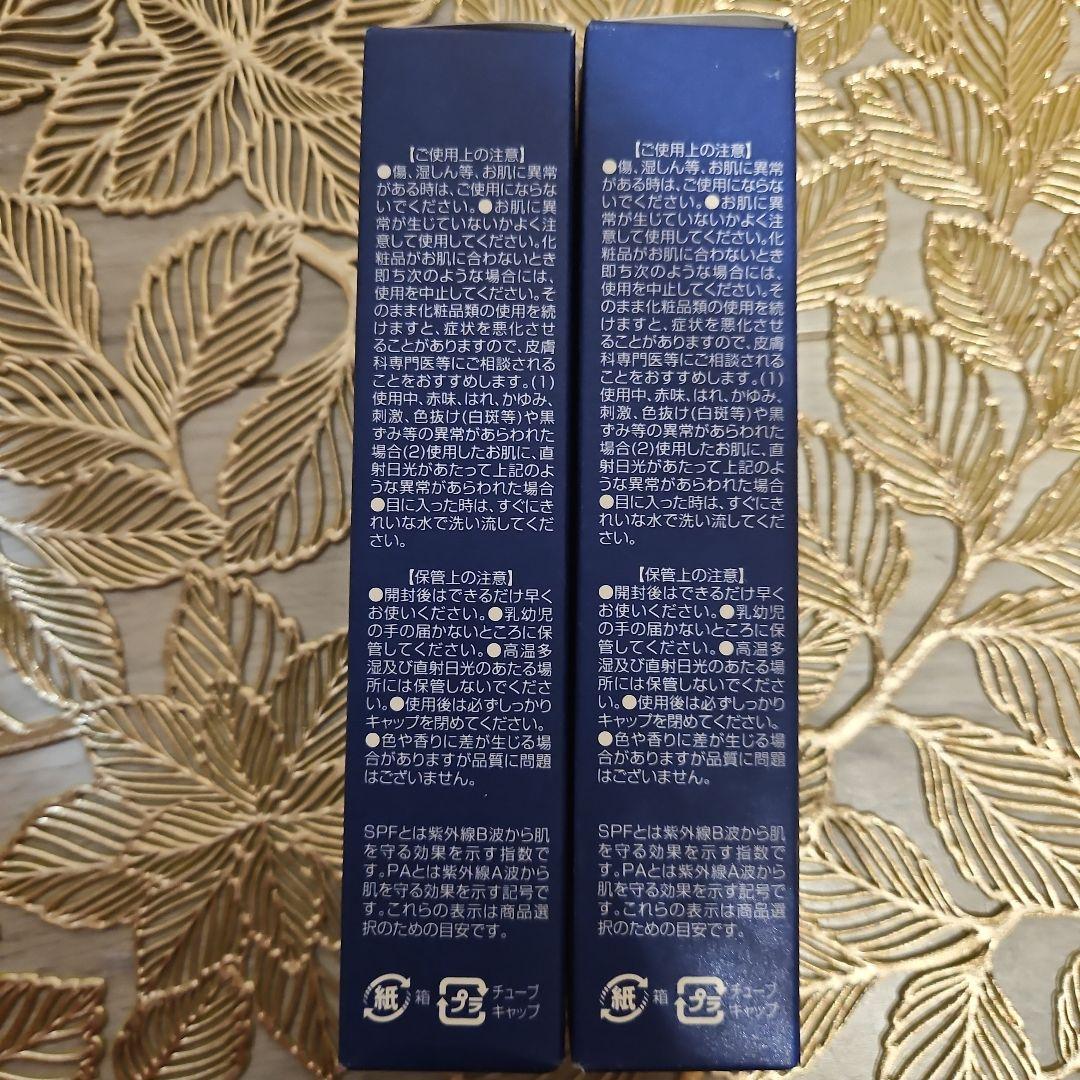 【ご使用上の注意】
●傷、湿しん等、お肌に異常
がある時は、ご使用にならな
いでください。●お肌に異
常が生じていないかよく注
意して使用してください。化
粧品がお肌に合わないとき
即ち次のような場合には、
使用を中止してください。そ
のまま化粧品類の使用を続
けますと、症状を悪化させ
ることがありますので、皮膚
科専門医等にご相談される
ことをおすすめします。(1)
使用中、赤味、はれ、かゆみ、
刺激、色抜け(白斑等)や黒
ずみ等の異常があらわれた
場合(2)使用したお肌に、直
射日光があたって上記のよ
うな異常があらわれた場合
●目に入った時は、すぐにき
れいな水で洗い流してくだ
さい。
【保管上の注意】
●開封後はできるだけ早く
お使いください。●乳幼児
の手の届かないところに保
管してください。●高温多
湿及び直射日光のあたる場
所には保管しないでくださ
い。●使用後は必ずしっかり
キャップを閉めてください。
●色や香りに差が生じる場
合がありますが品質に問題
はございません。
SPFとは紫外線B波から肌
を守る効果を示す指数で
す。PAとは紫外線A波から
肌を守る効果を示す記号で
す。これらの表示は商品選
択のための目安です。
紙 箱 プラ チューブ
キャップ
【ご使用上の注意】
●傷、湿しん等、お肌に異常
がある時は、ご使用にならな
いでください。●お肌に異
常が生じていないかよく注
意して使用してください。化
粧品がお肌に合わないとき
即ち次のような場合には、
使用を中止してください。そ
のまま化粧品類の使用を続
けますと、症状を悪化させ
ることがありますので、皮膚
科専門医等にご相談される
ことをおすすめします。(1)
使用中、赤味、はれ、かゆみ、
刺激、色抜け(白斑等)や黒
ずみ等の異常があらわれた
場合(2)使用したお肌に、直
射日光があたって上記のよ
うな異常があらわれた場合
●目に入った時は、すぐにき
れいな水で洗い流してくだ
さい。
【保管上の注意】
●開封後はできるだけ早く
お使いください。●乳幼児
の手の届かないところに保
管してください。●高温多
湿及び直射日光のあたる場
所には保管しないでくださ
い。●使用後は必ずしっかり
キャップを閉めてください。
●色や香りに差が生じる場
合がありますが品質に問題
はございません。
SPFとは紫外線B波から肌
を守る効果を示す指数で
す。PAとは紫外線A波から
肌を守る効果を示す記号で
す。これらの表示は商品選
択のための目安です。
紙 箱 プラ チューブ
キャップ